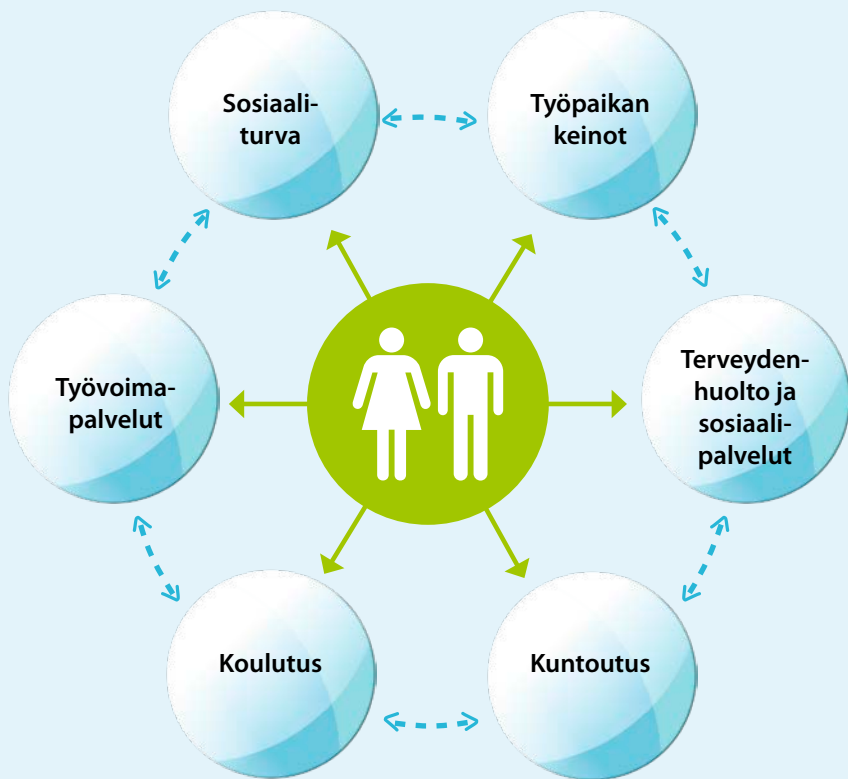 Sosiaali-
turva
Työpaikan
keinot
Työvoima-
palvelut
Terveyden-
huolto ja
sosiaali-
palvelut
Koulutus
Kuntoutus